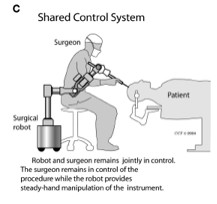 C
Shared Control System
Surgeon
Patient
Surgical
robot
Robot and surgeon remains jointly in control.
The surgeon remains in control of the
procedure while the robot provides
steady-hand manipulation of the instrument.